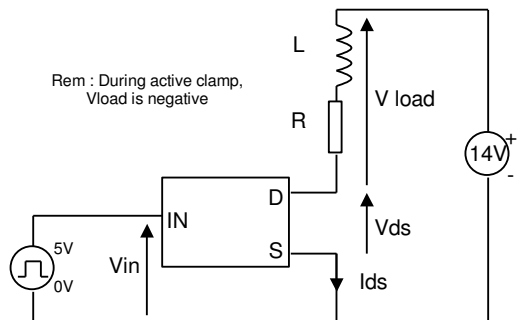 L
Rem : During active clamp,
Vload is negative
V load
R
14V
+
-
D
IN
Vds
S
5V
Vin
0V
Ids